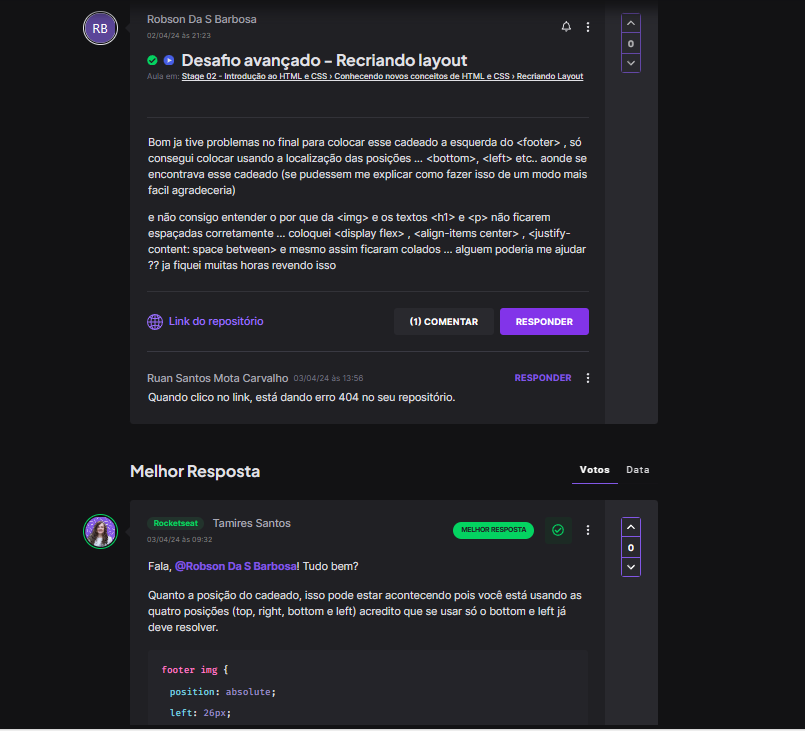 RB
Robson Da S Barbosa
02/04/24 às 21:23
0
Desafio avançado - Recriando layout
Aula em: Stage 02 - Introdução ao HTML e CSS › Conhecendo novos conceitos de HTML e CSS › Recriando Layout
Bom ja tive problemas no final para colocar esse cadeado a esquerda do <footer> , só
consegui colocar usando a localização das posições ... <bottom>, <left> etc.. aonde se
encontrava esse cadeado (se pudessem me explicar como fazer isso de um modo mais
facil agradeceria)
e não consigo entender o por que da <img> e os textos <h1> e <p> não ficarem
espaçadas corretamente ... coloquei <display flex> , <align-items center> , <justify-
content: space between> e mesmo assim ficaram colados ... alguem poderia me ajudar
?? ja fiquei muitas horas revendo isso
Link do repositório
(1) COMENTAR
RESPONDER
Ruan Santos Mota Carvalho 03/04/24 às 13:56
RESPONDER
Quando clico no link, está dando erro 404 no seu repositório.
Melhor Resposta
Votos
Data
Rocketseat
Tamires Santos
MELHOR RESPOSTA
03/04/24 às 09:32
0
Fala, @Robson Da S Barbosa! Tudo bem?
Quanto a posição do cadeado, isso pode estar acontecendo pois você está usando as
quatro posições (top, right, bottom e left) acredito que se usar só o bottom e left já
deve resolver.
footer img {
position: absolute;
left: 26px;